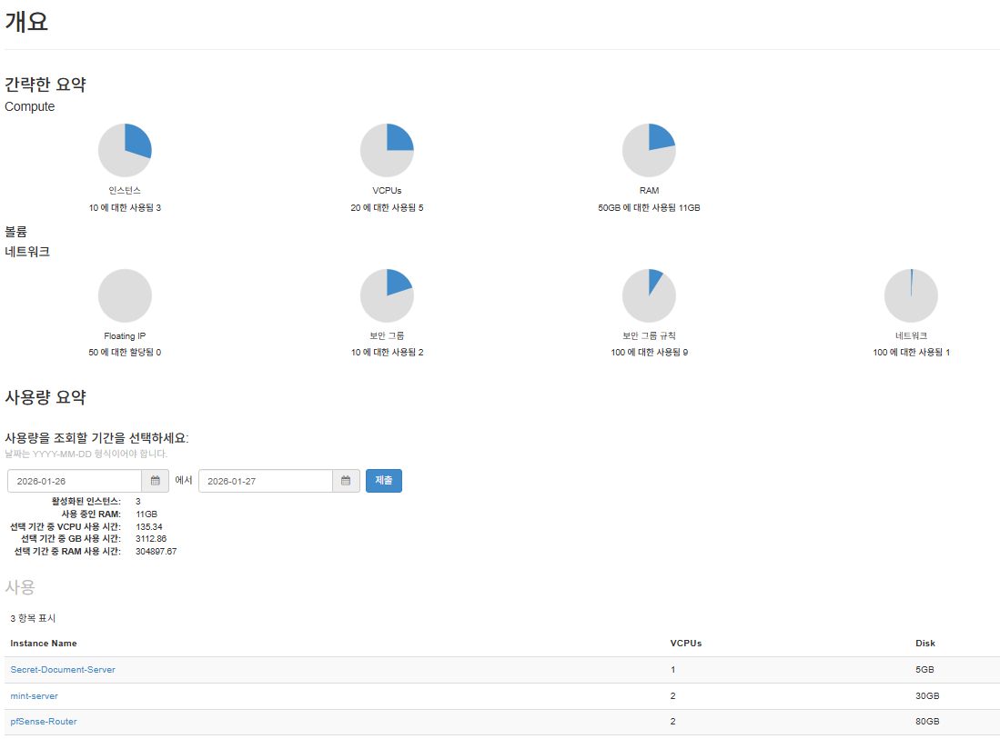 개요
간략한 요약
Compute
인스턴스
10 에 대한 사용됨 3
VCPUs
20 에 대한 사용됨 5
RAM
50GB 에 대한 사용됨 11GB
볼륨
네트워크
Floating IP
50 에 대한 할당됨 0
보안 그룹
10 에 대한 사용됨 2
보안 그룹 규칙
100 에 대한 사용됨 9
네트워크
100 에 대한 사용됨 1
사용량 요약
사용량을 조회할 기간을 선택하세요:
날짜는 YYYY-MM-DD 형식이어야 합니다.
2026-01-26 에서 2026-01-27 제출
활성화된 인스턴스: 3
사용 중인 RAM: 11GB
선택 기간 중 VCPU 사용 시간: 135.34
선택 기간 중 GB 사용 시간: 3112.86
선택 기간 중 RAM 사용 시간: 304897.67
사용
3 항목 표시
Instance Name VCPUs Disk
Secret-Document-Server 1 5GB
mint-server 2 30GB
pfSense-Router 2 80GB